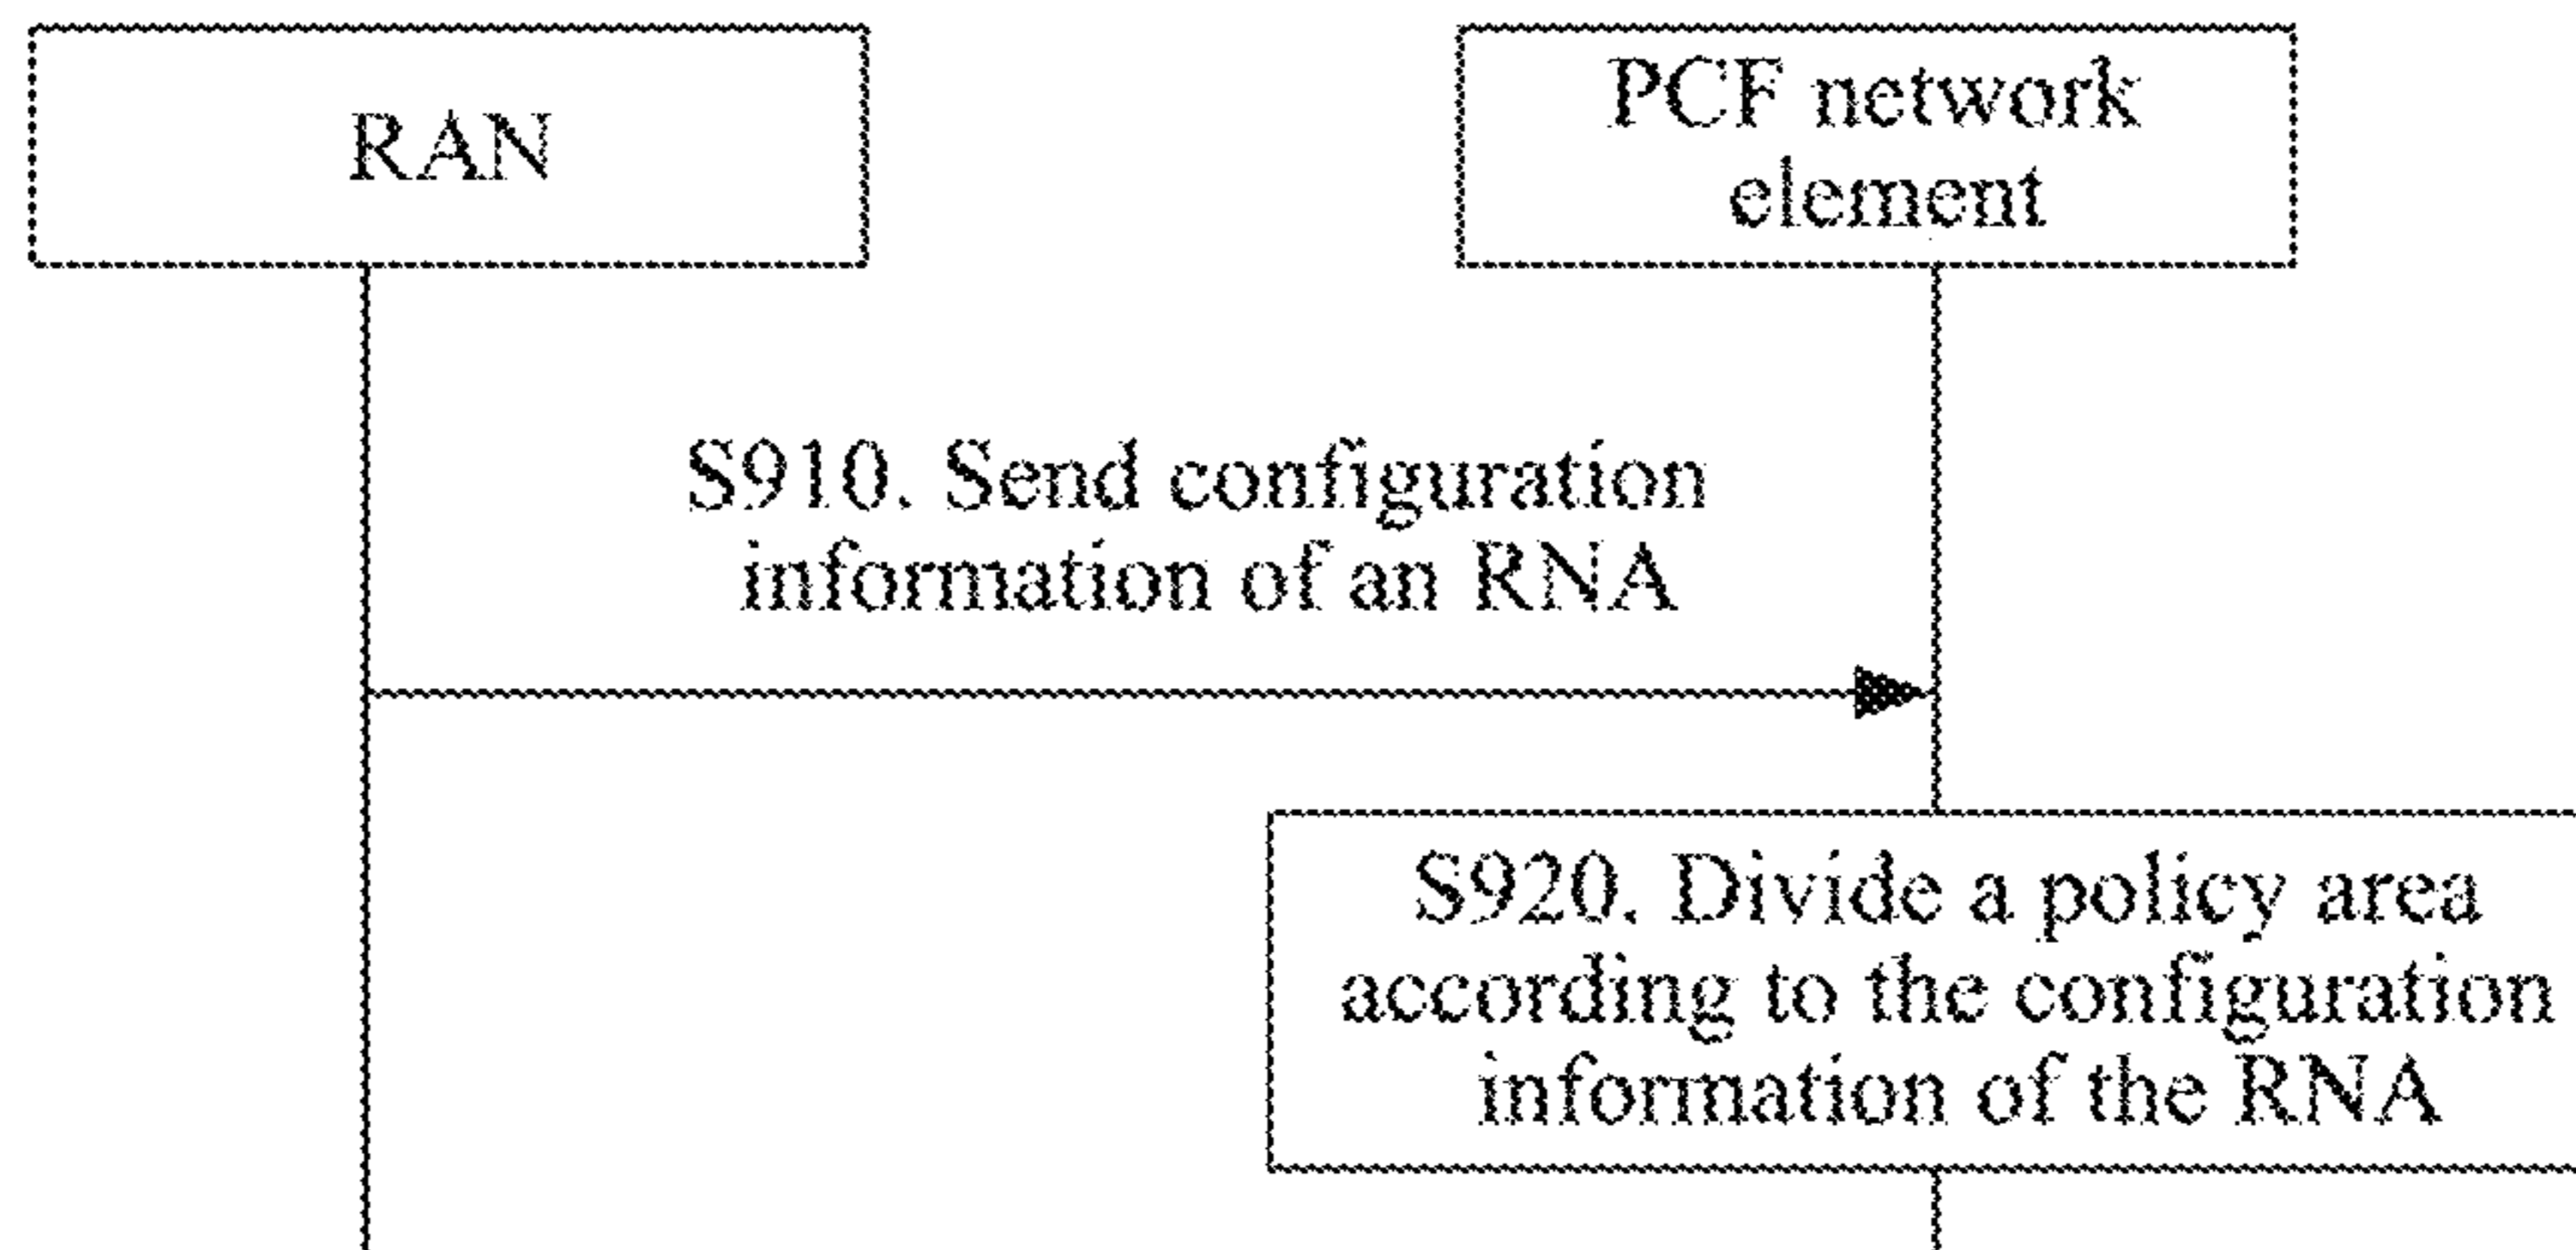 RAN
PCF network
element
S910. Send configuration
information of an RNA
S920. Divide a policy area
according to the configuration
information of the RNA